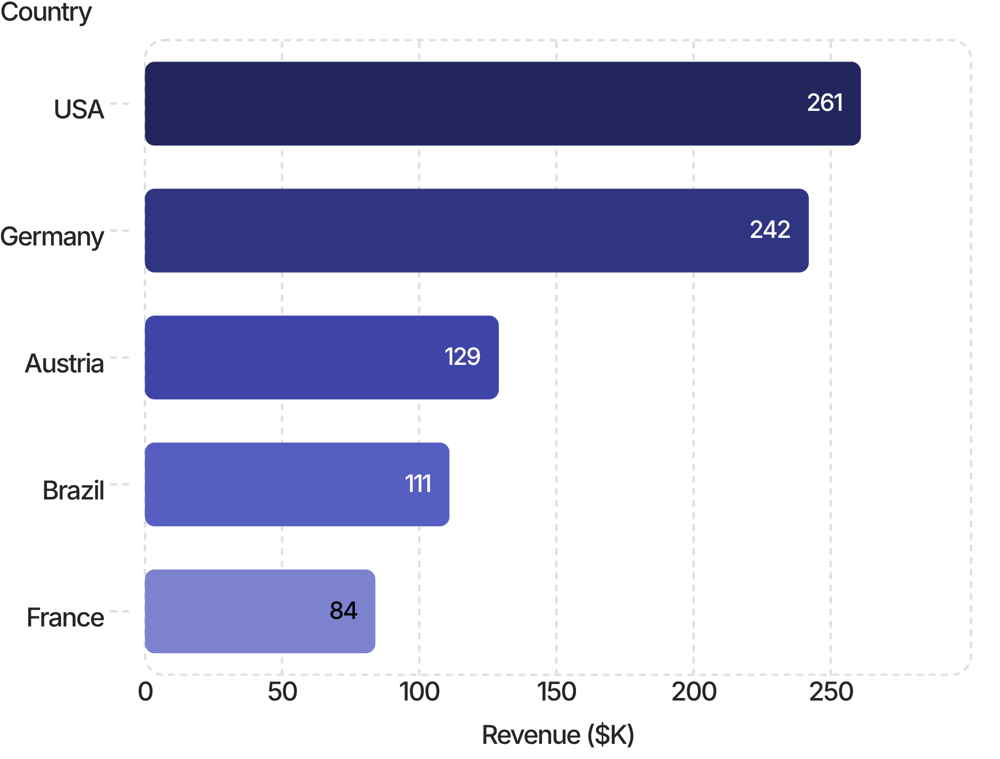 Country
USA 261
Germany 242
Austria 129
Brazil 111
France 84
0 50 100 150 200 250
Revenue ($K)